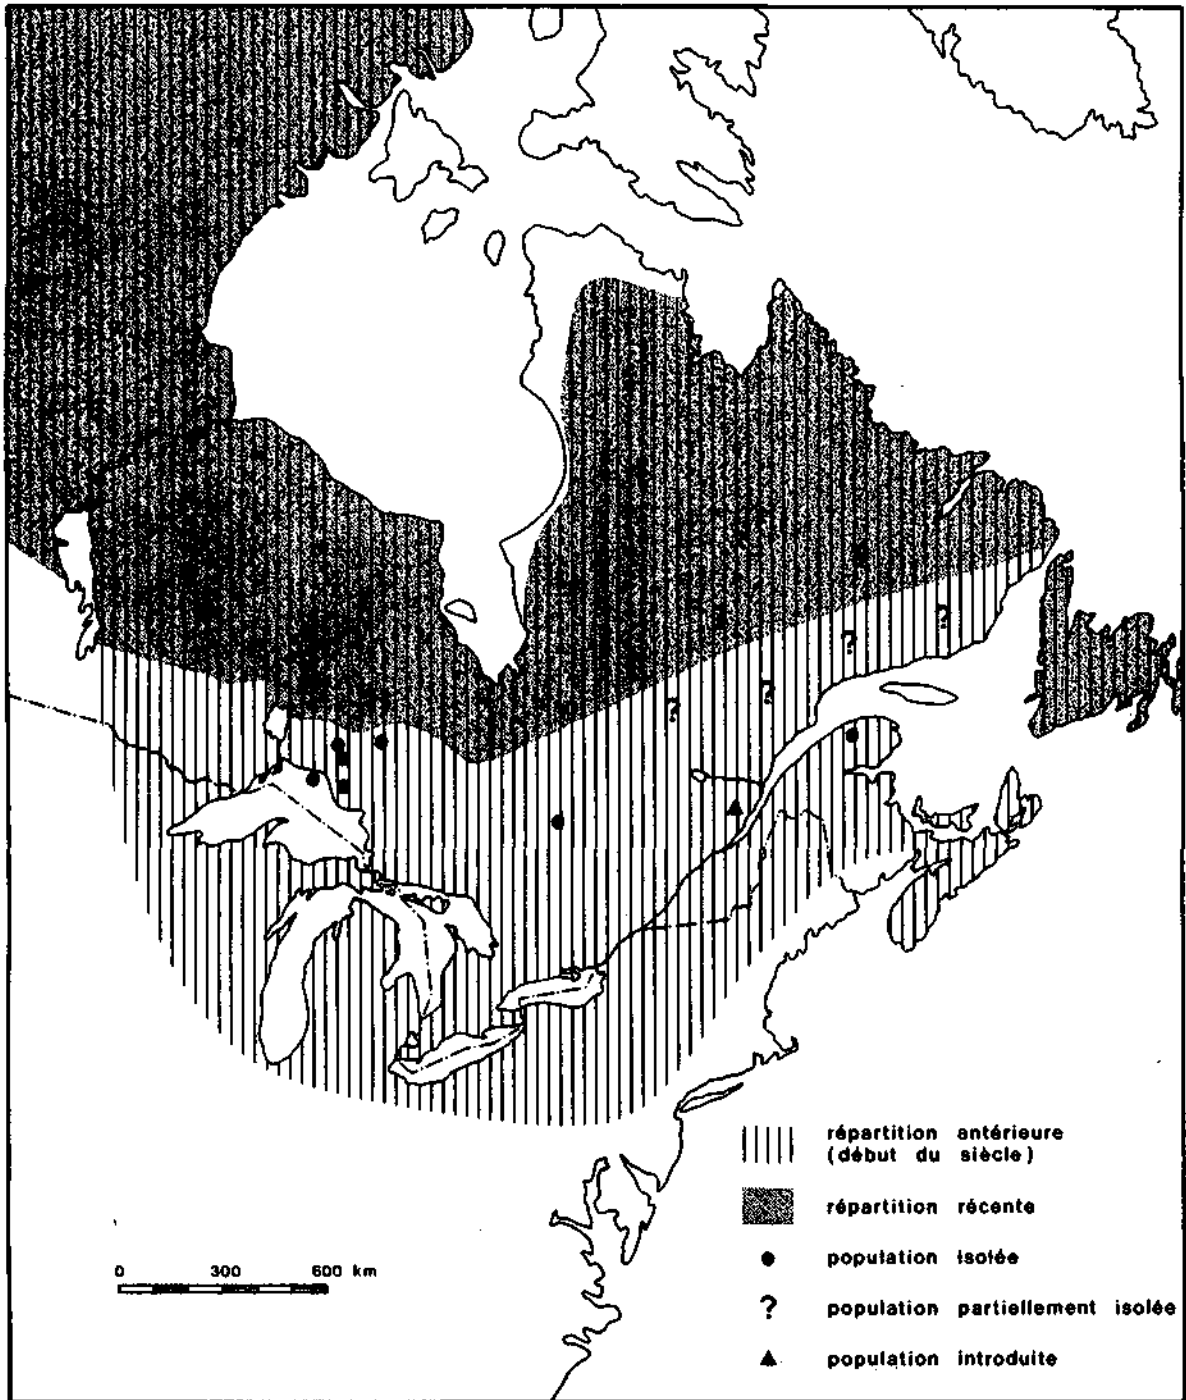 ?
?
?
?
répartition antérieure
(début du siècle)
répartition récente
population isolée
? population partiellement isolée
population introduite
0 300 600 km